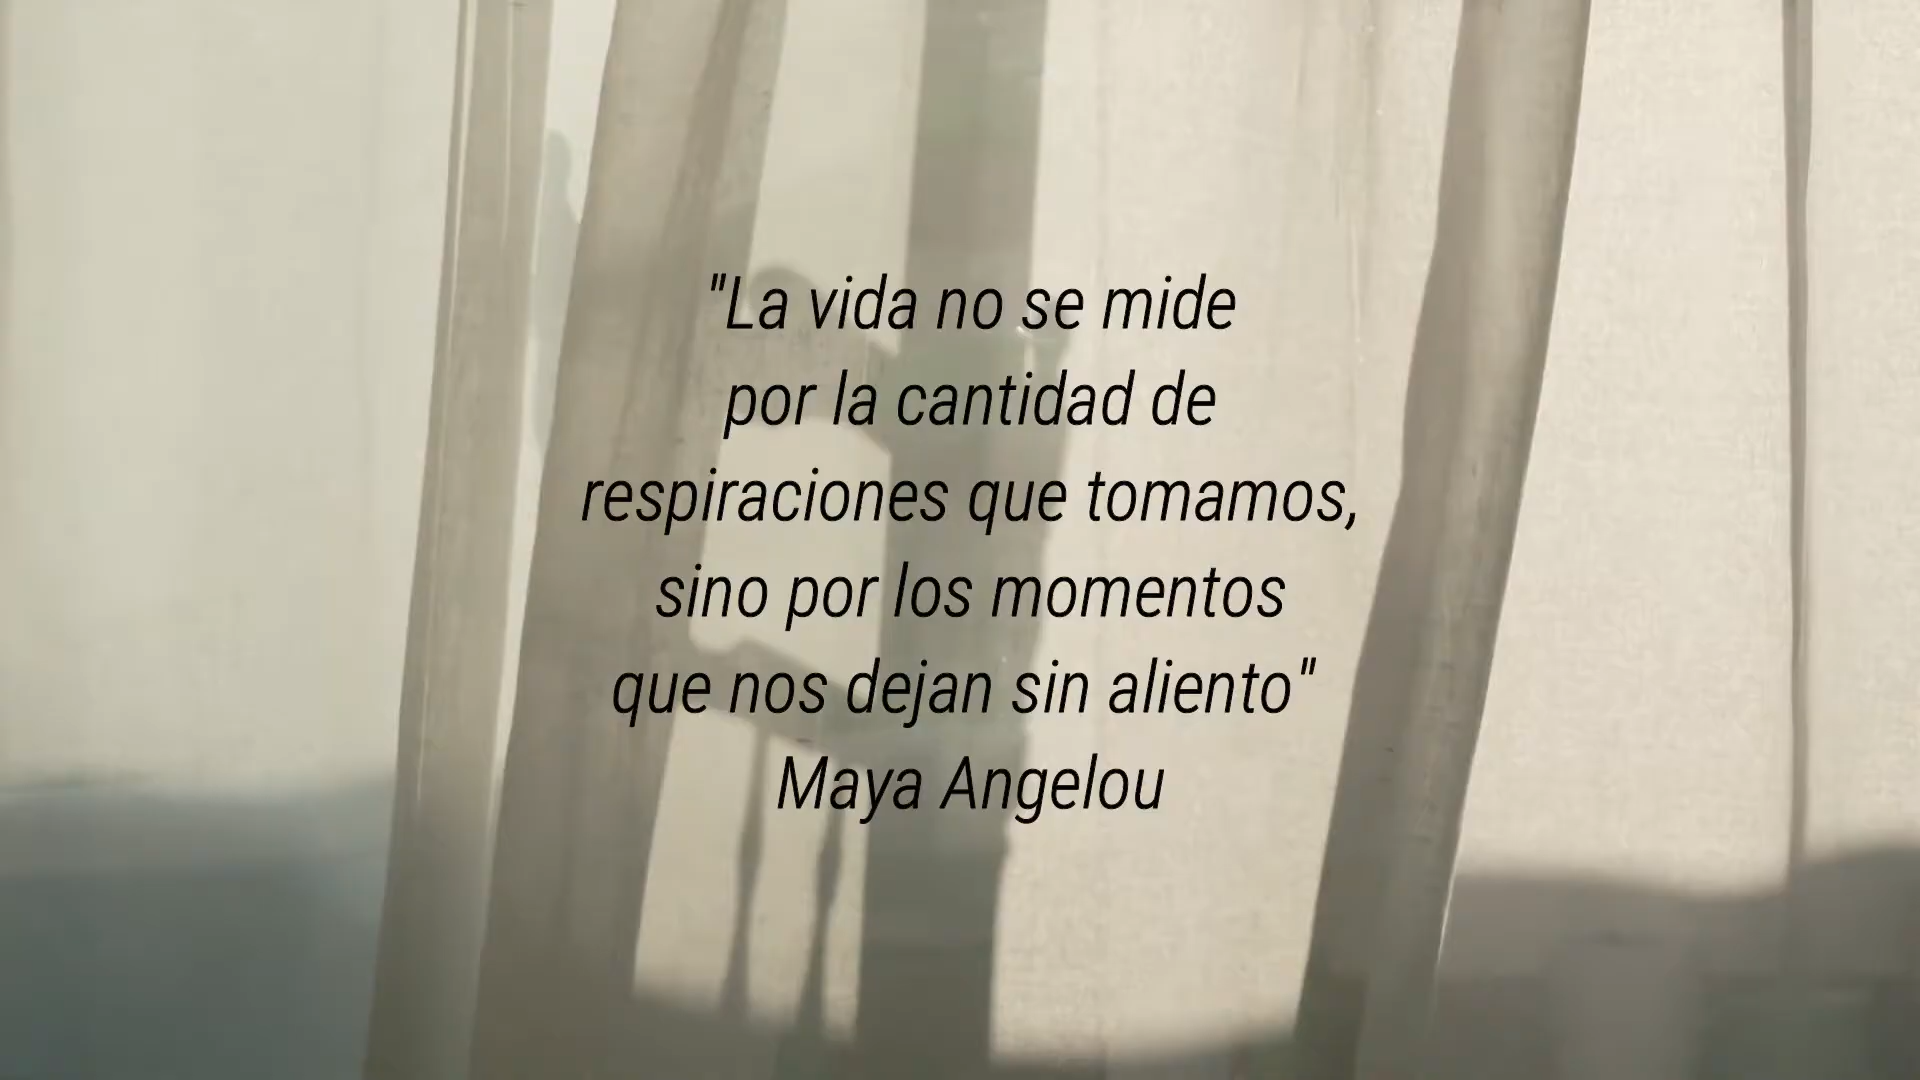 "La vida no se mide
por la cantidad de
respiraciones que tomamos,
sino por los momentos
que nos dejan sin aliento"
Maya Angelou